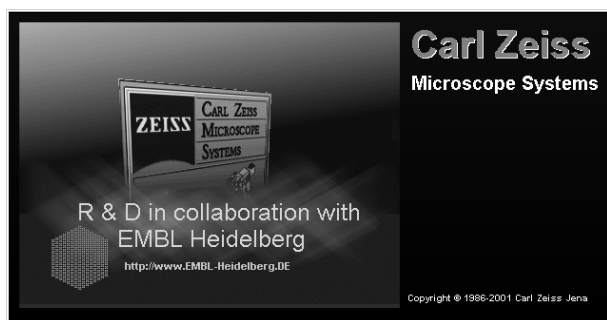 Carl Zeiss
Microscope Systems
ZEISS
CARL ZEISS
MICROSCOPE
SYSTEMS
R & D in collaboration with
EMBL Heidelberg
http://www.EMBL-Heidelberg.DE
Copyright © 1986-2001 Carl Zeiss Jena